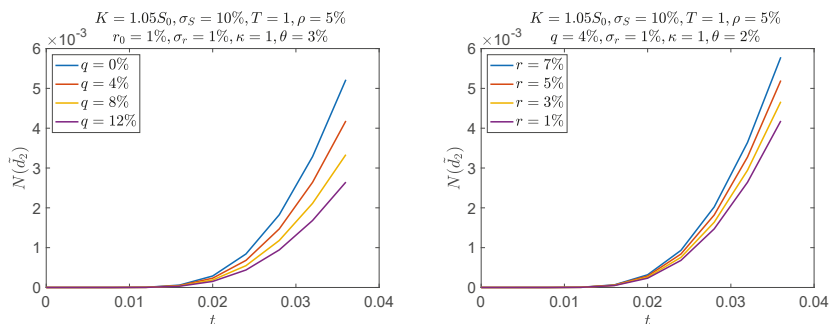 K = 1.05S₀, σ_S = 10%, T = 1, ρ = 5%
r₀ = 1%, σ_r = 1%, κ = 1, θ = 3%
×10⁻³
6
5
4
3
2
1
0
N(d̃₂)
q = 0%
q = 4%
q = 8%
q = 12%
0 0.01 0.02 0.03 0.04
t
K = 1.05S₀, σ_S = 10%, T = 1, ρ = 5%
q = 4%, σ_r = 1%, κ = 1, θ = 2%
×10⁻³
6
5
4
3
2
1
0
N(d̃₂)
r = 7%
r = 5%
r = 3%
r = 1%
0 0.01 0.02 0.03 0.04
t